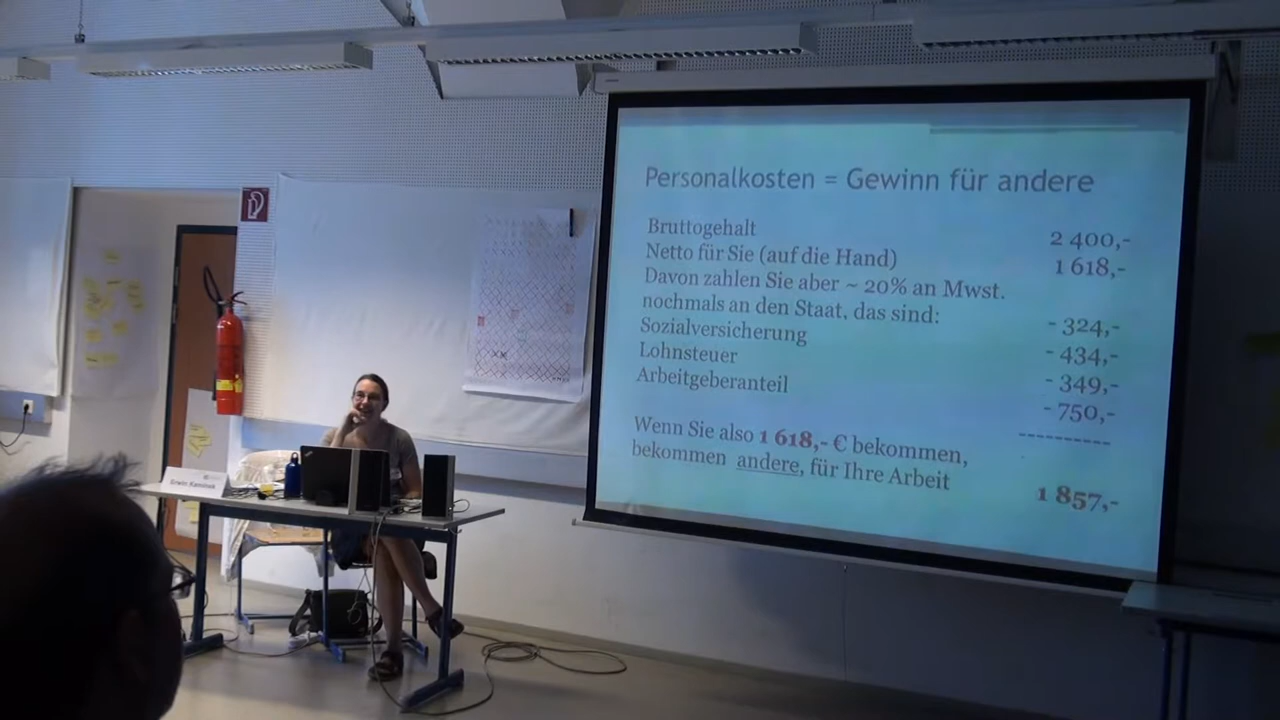 Personalkosten = Gewinn für andere
Bruttogehalt 2 400,-
Netto für Sie (auf die Hand) 1 618,-
Davon zahlen Sie aber ~ 20% an Mwst.
nochmals an den Staat, das sind: - 324,-
Sozialversicherung - 434,-
Lohnsteuer - 349,-
Arbeitgeberanteil - 750,-
----------
Wenn Sie also 1 618,- € bekommen,
bekommen andere, für Ihre Arbeit 1 857,-
Erwin Kaminek